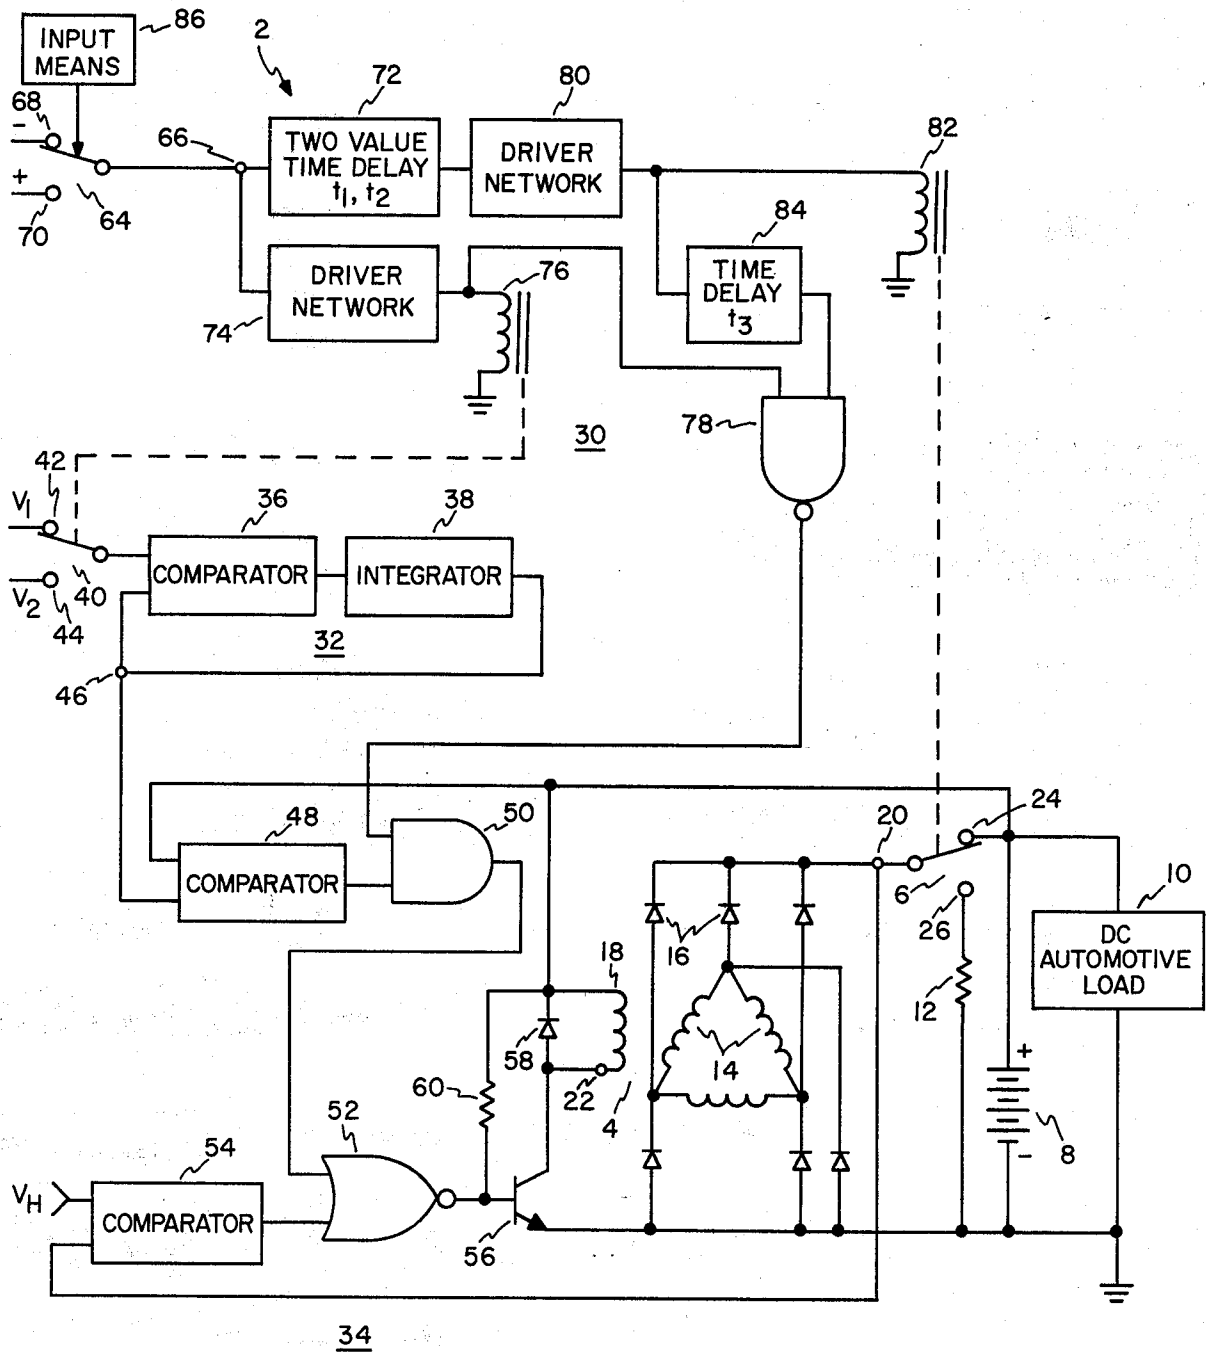 86
INPUT
MEANS
2
68
−
72
80
82
66
TWO VALUE
TIME DELAY
t1, t2
DRIVER
NETWORK
+
70
64
84
DRIVER
NETWORK
76
TIME
DELAY
t3
74
78
30
42
V1
36
38
COMPARATOR
INTEGRATOR
V2
40
44
32
46
48
50
20
24
COMPARATOR
6
10
26
18
16
DC
AUTOMOTIVE
LOAD
12
58
+
14
60
22
4
52
8
−
54
VH
COMPARATOR
56
34